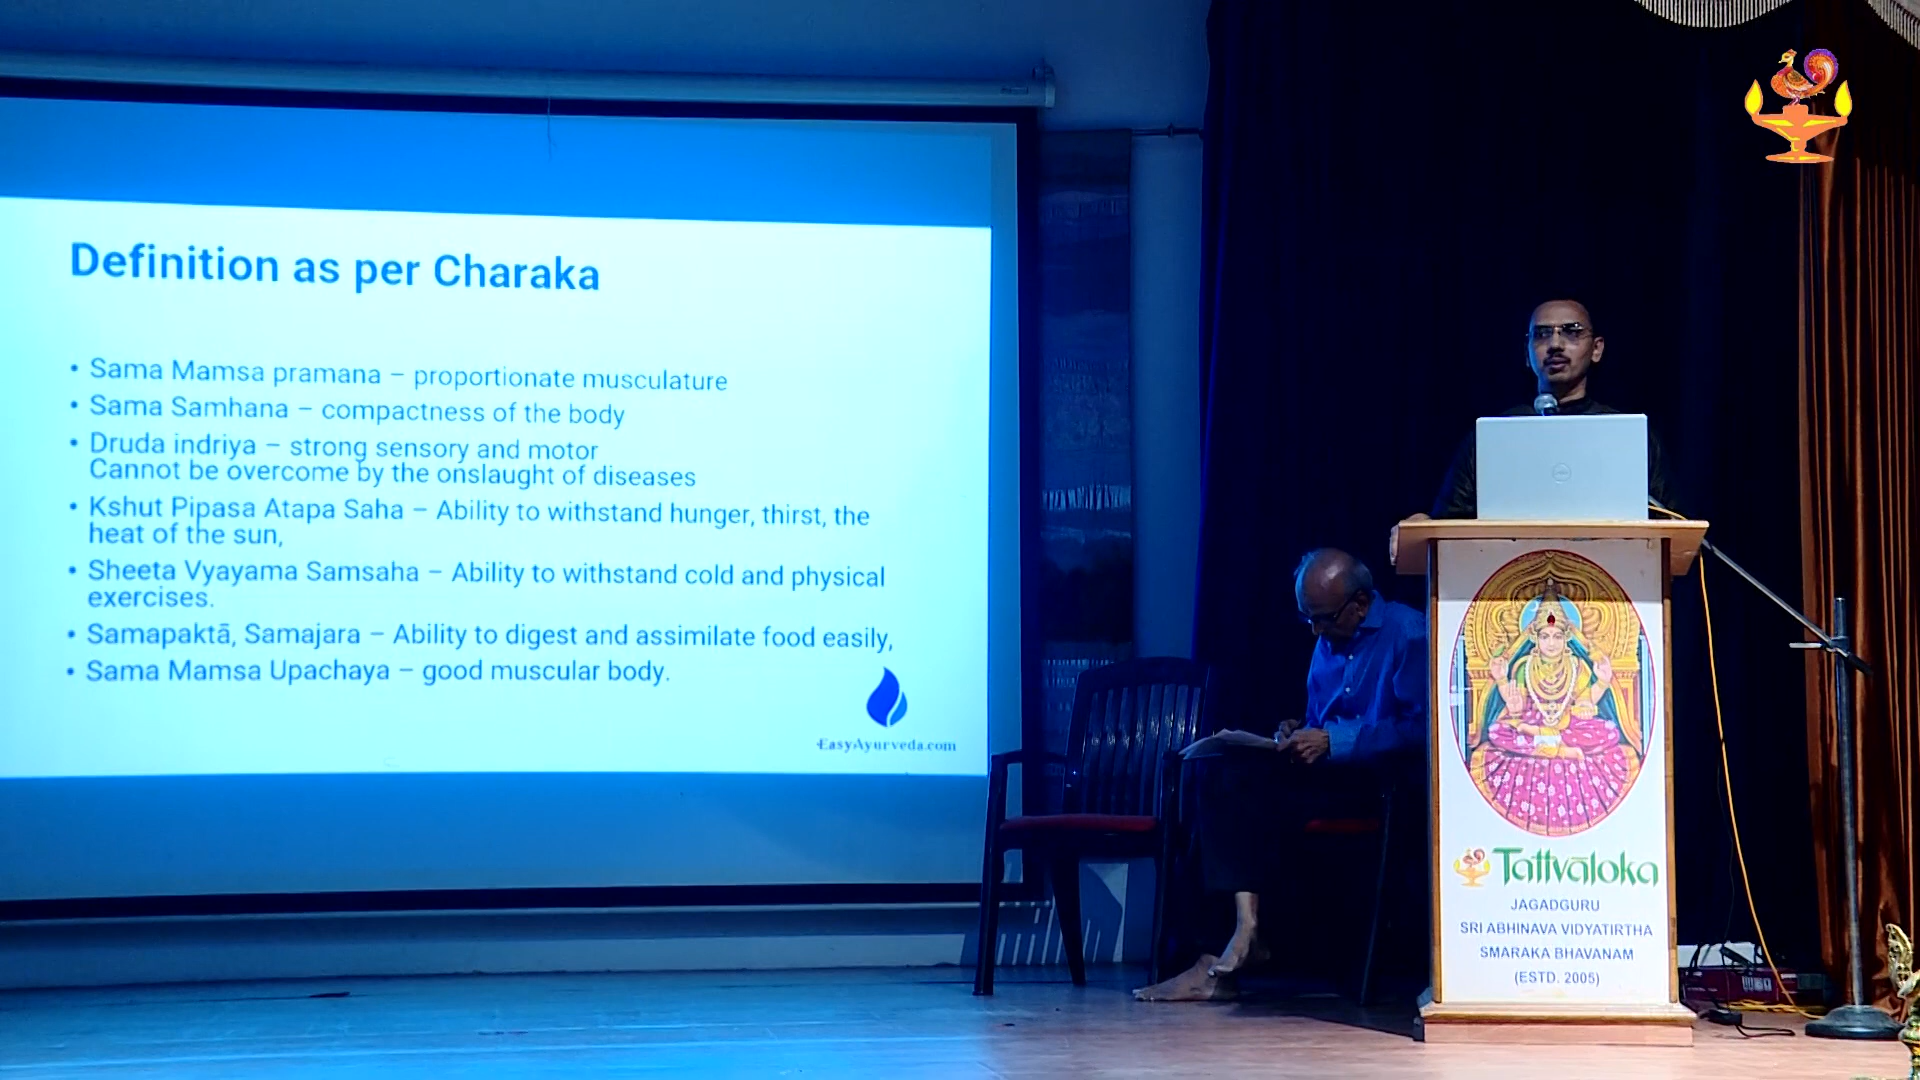 Definition as per Charaka
• Sama Mamsa pramana – proportionate musculature
• Sama Samhana – compactness of the body
• Druda indriya – strong sensory and motor
Cannot be overcome by the onslaught of diseases
• Kshut Pipasa Atapa Saha – Ability to withstand hunger, thirst, the
heat of the sun,
• Sheeta Vyayama Samsaha – Ability to withstand cold and physical
exercises.
• Samapaktā, Samajara – Ability to digest and assimilate food easily,
• Sama Mamsa Upachaya – good muscular body.
EasyAyurveda.com
Tattvāloka
JAGADGURU
SRI ABHINAVA VIDYATIRTHA
SMARAKA BHAVANAM
(ESTD. 2005)